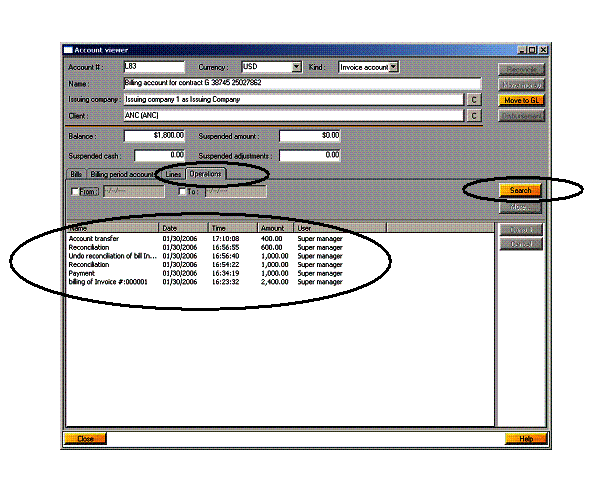 Account viewer
Account #: L83 Currency: USD Kind: Invoice account
Reconcile
Name: Billing account for contract G 38745 25027862
Issuing company: Issuing company 1 as Issuing Company C
Move to GL
Client: ANC (ANC) C
Disbursement
Balance: $1,800.00 Suspended amount: $0.00
Suspended cash: 0.00 Suspended adjustments: 0.00
Bills Billing period account Lines Operations
From: --/--/---- To: --/--/---- Search
More...
Name Date Time Amount User
Account transfer 01/30/2006 17:10:08 400.00 Super manager
Reconciliation 01/30/2006 16:56:55 600.00 Super manager
Undo reconciliation of bill In... 01/30/2006 16:56:40 1,000.00 Super manager
Reconciliation 01/30/2006 16:54:22 1,000.00 Super manager
Payment 01/30/2006 16:34:19 1,000.00 Super manager
billing of Invoice #:000001 01/30/2006 16:23:32 2,400.00 Super manager
Close Help